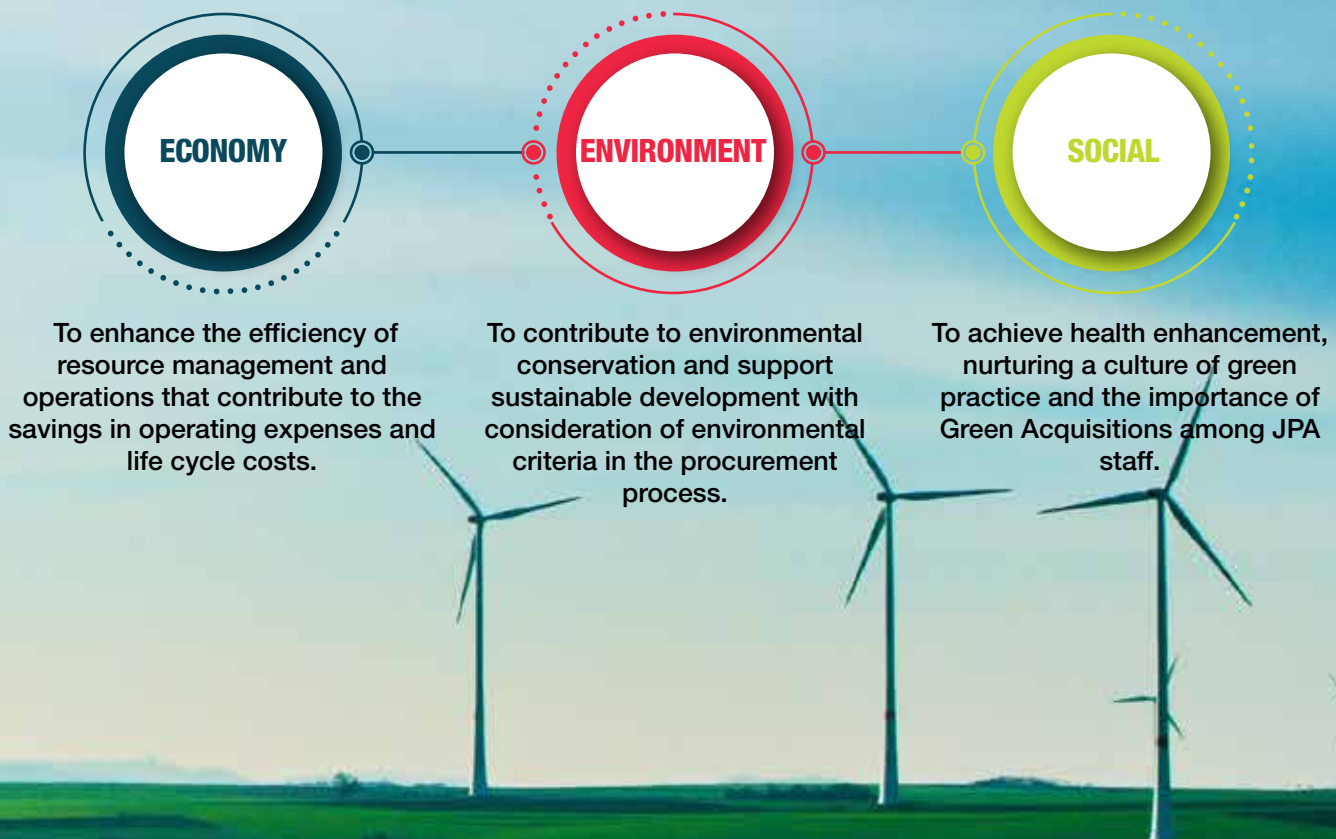 ECONOMY
To enhance the efficiency of
resource management and
operations that contribute to the
savings in operating expenses and
life cycle costs.
ENVIRONMENT
To contribute to environmental
conservation and support
sustainable development with
consideration of environmental
criteria in the procurement
process.
SOCIAL
To achieve health enhancement,
nurturing a culture of green
practice and the importance of
Green Acquisitions among JPA
staff.